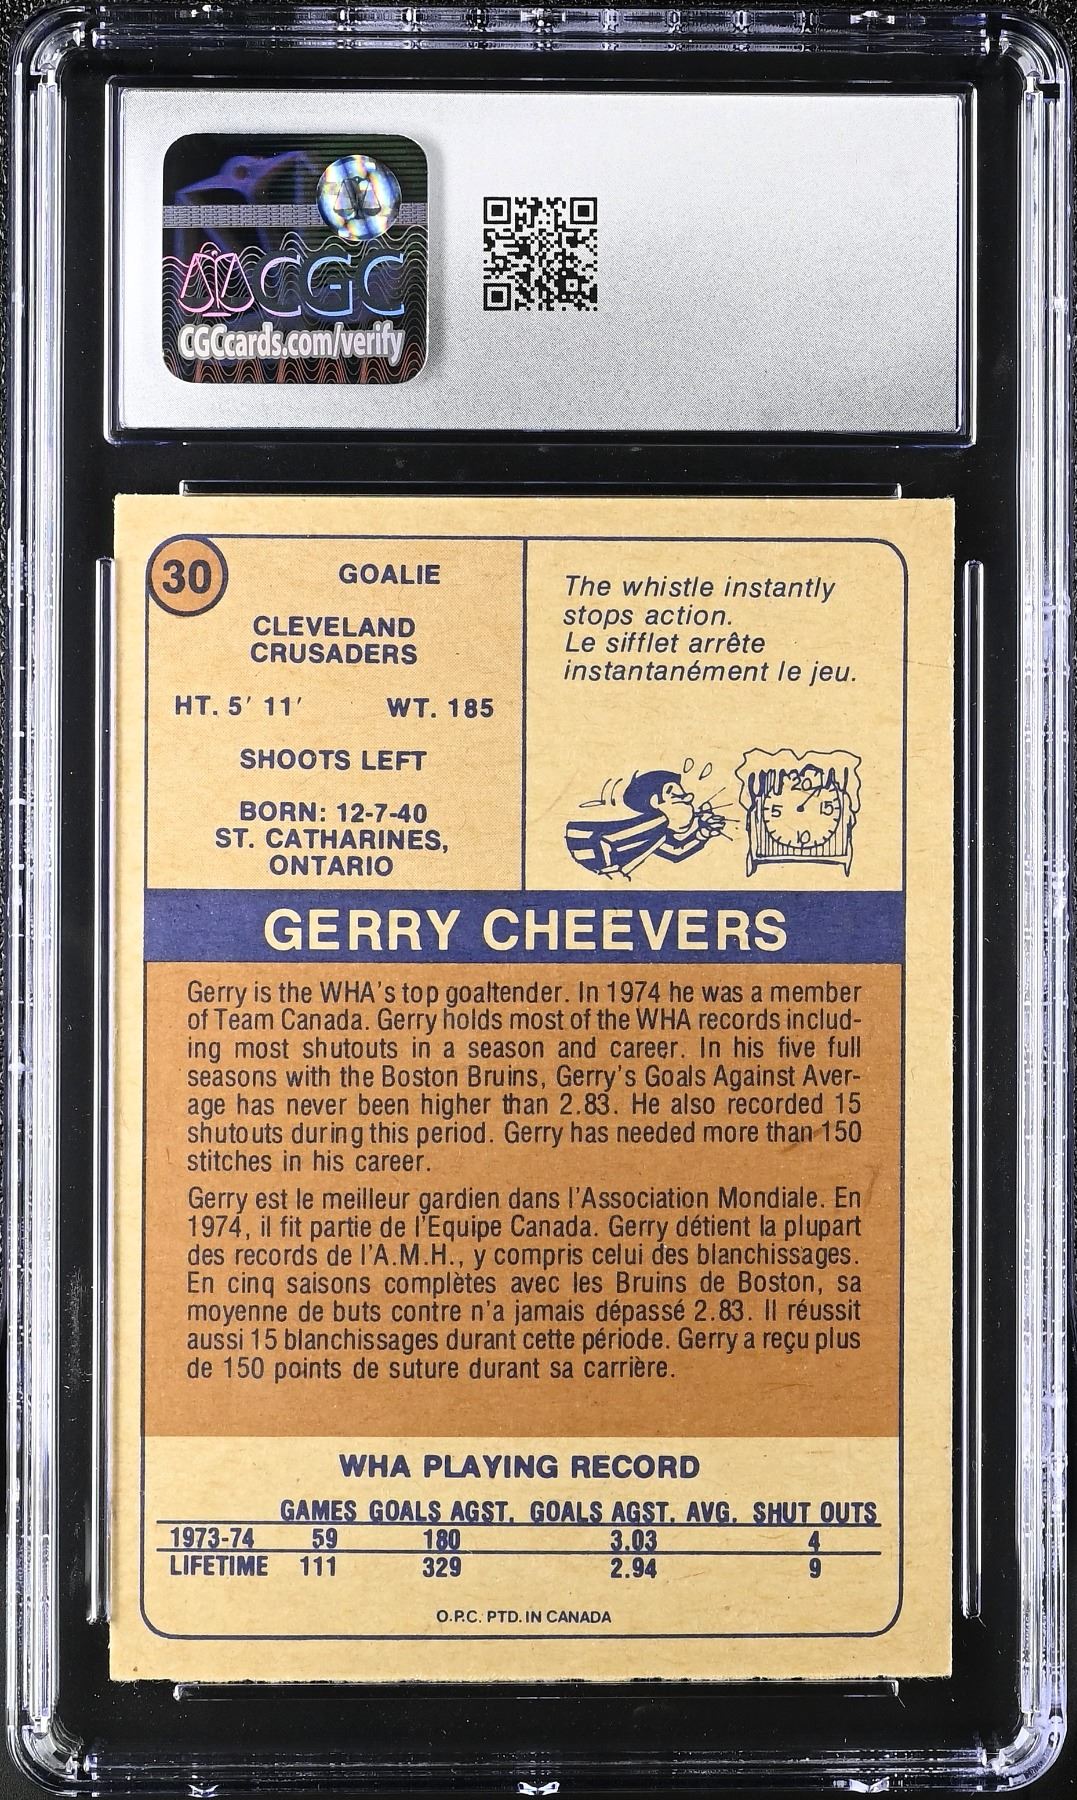 CGC
CGCcards.com/verify
30
GOALIE
CLEVELAND
CRUSADERS
HT. 5' 11' WT. 185
SHOOTS LEFT
BORN: 12-7-40
ST. CATHARINES,
ONTARIO
The whistle instantly
stops action.
Le sifflet arrête
instantanément le jeu.
20
5 15
10
GERRY CHEEVERS
Gerry is the WHA's top goaltender. In 1974 he was a member
of Team Canada. Gerry holds most of the WHA records includ-
ing most shutouts in a season and career. In his five full
seasons with the Boston Bruins, Gerry's Goals Against Aver-
age has never been higher than 2.83. He also recorded 15
shutouts during this period. Gerry has needed more than 150
stitches in his career.
Gerry est le meilleur gardien dans l'Association Mondiale. En
1974, il fit partie de l'Equipe Canada. Gerry détient la plupart
des records de l'A.M.H., y compris celui des blanchissages.
En cinq saisons complètes avec les Bruins de Boston, sa
moyenne de buts contre n'a jamais dépassé 2.83. Il réussit
aussi 15 blanchissages durant cette période. Gerry a reçu plus
de 150 points de suture durant sa carrière.
WHA PLAYING RECORD
GAMES GOALS AGST. GOALS AGST. AVG. SHUT OUTS
1973-74 59 180 3.03 4
LIFETIME 111 329 2.94 9
O.P.C. PTD. IN CANADA